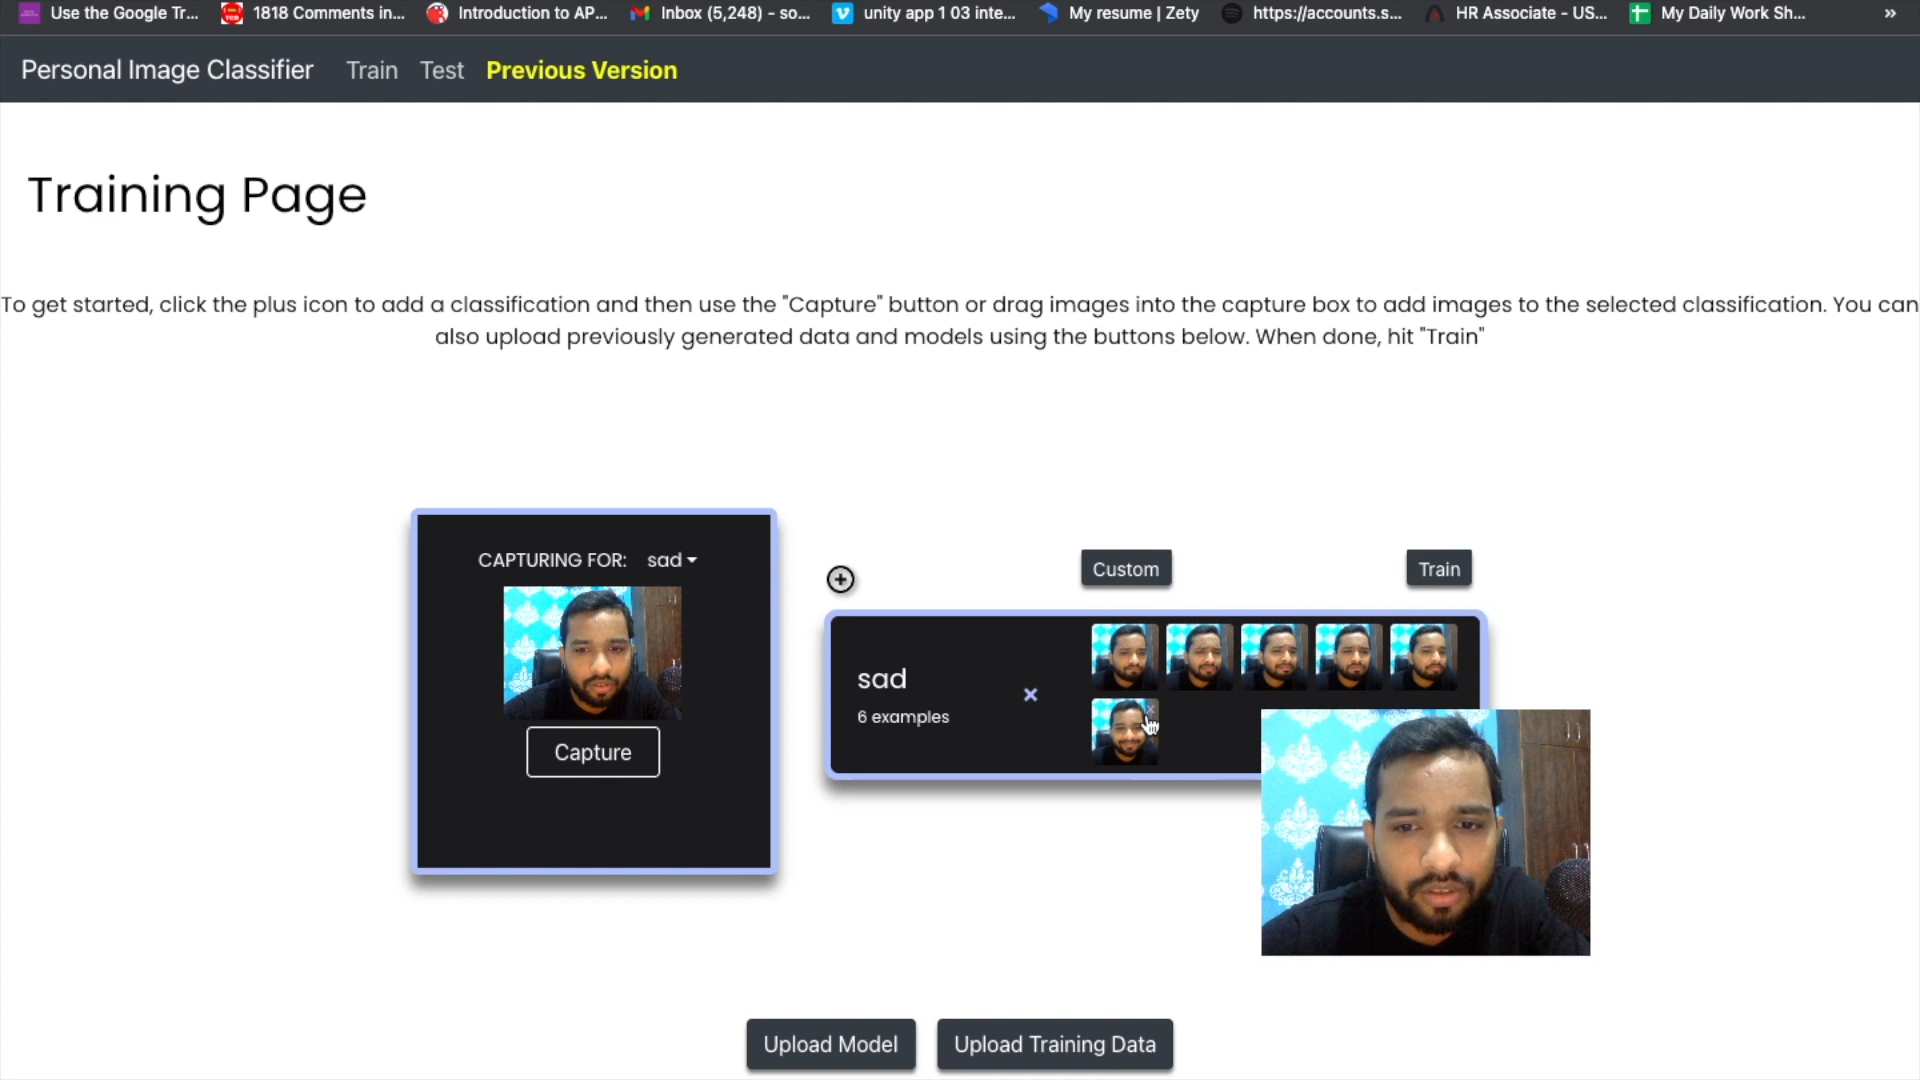 Use the Google Tr... 1818 Comments in... Introduction to AP... Inbox (5,248) - so... unity app 1 03 inte... My resume | Zety https://accounts.s... HR Associate - US... My Daily Work Sh... »
Personal Image Classifier Train Test Previous Version
Training Page
To get started, click the plus icon to add a classification and then use the "Capture" button or drag images into the capture box to add images to the selected classification. You can
also upload previously generated data and models using the buttons below. When done, hit "Train"
CAPTURING FOR: sad
Capture
Custom Train
sad
6 examples
Upload Model Upload Training Data